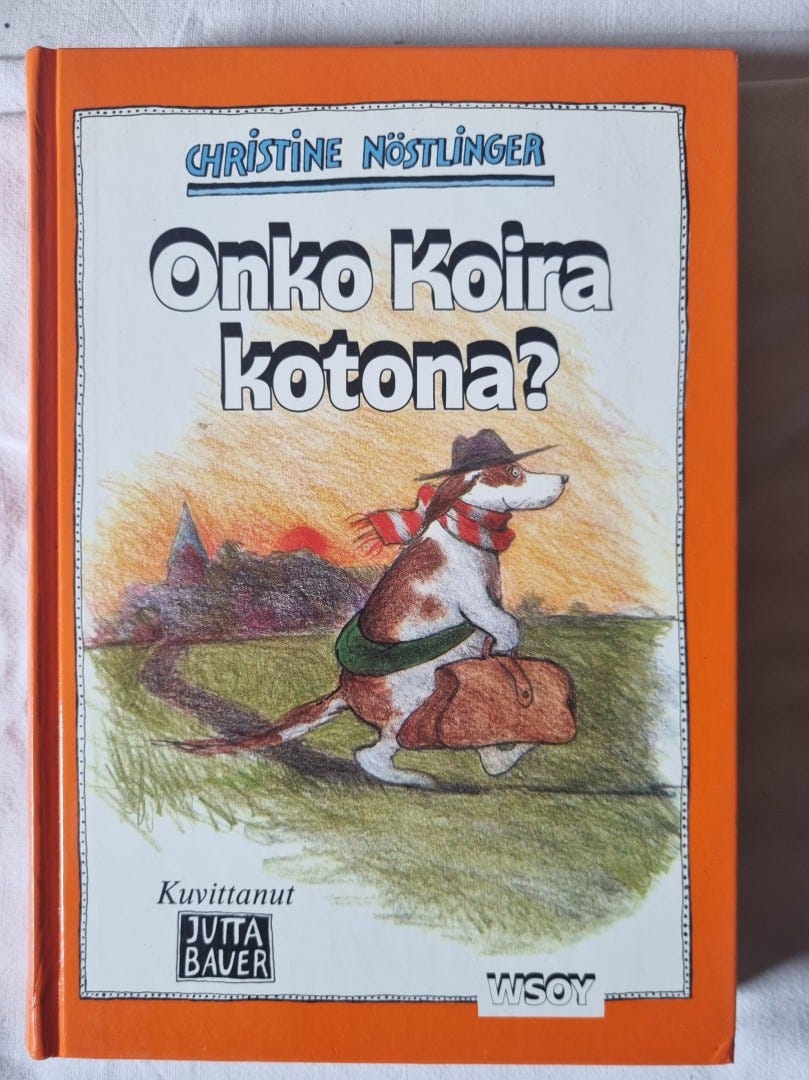 CHRISTINE NÖSTLINGER
Onko Koira
kotona?
Kuvittanut
JUTTA
BAUER
WSOY